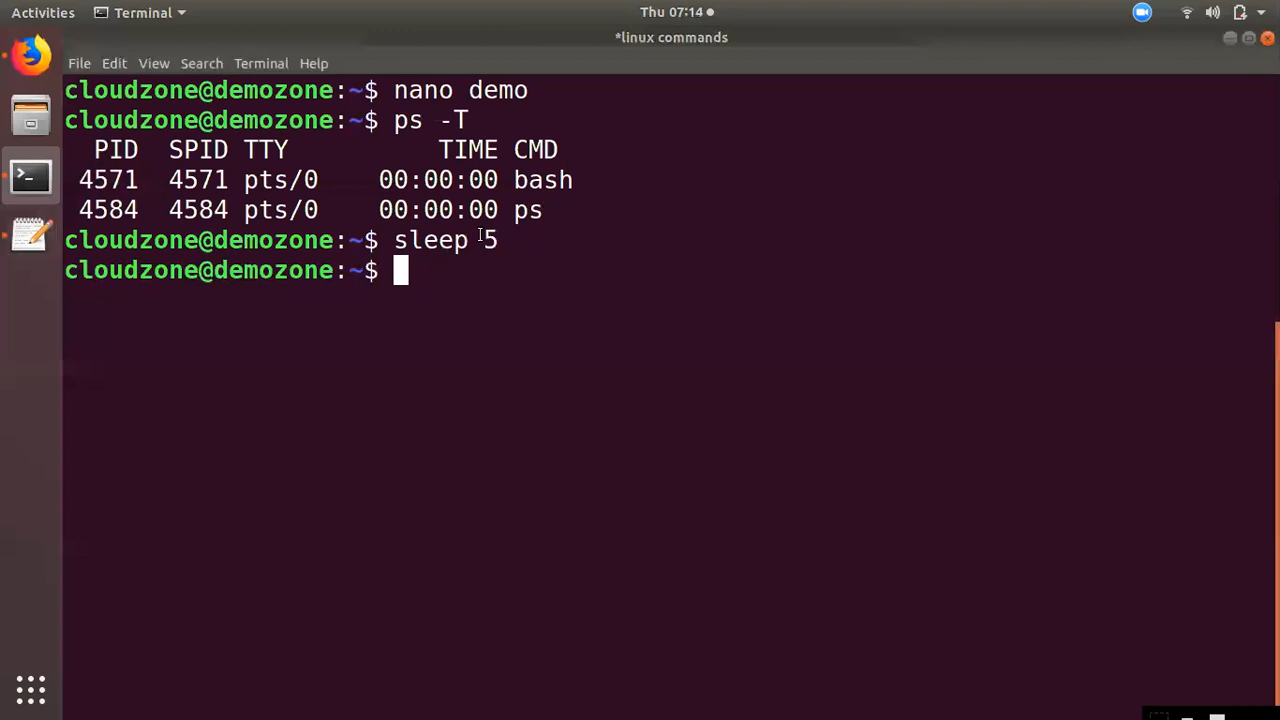 Activities Terminal Thu 07:14
*linux commands
File Edit View Search Terminal Help
cloudzone@demozone:~$ nano demo
cloudzone@demozone:~$ ps -T
PID SPID TTY TIME CMD
4571 4571 pts/0 00:00:00 bash
4584 4584 pts/0 00:00:00 ps
cloudzone@demozone:~$ sleep 5
cloudzone@demozone:~$